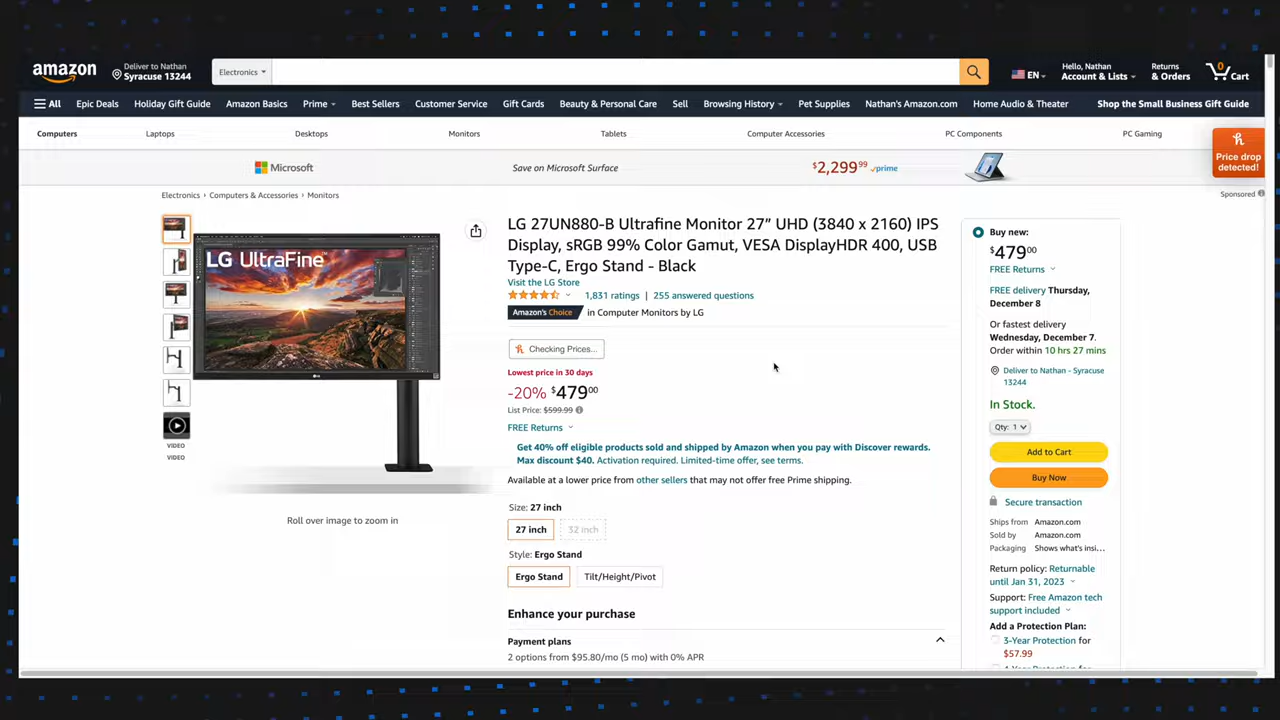 amazon
Deliver to Nathan
Syracuse 13244
Electronics
EN
Hello, Nathan
Account & Lists
Returns
& Orders
0
Cart
All
Epic Deals
Holiday Gift Guide
Amazon Basics
Prime
Best Sellers
Customer Service
Gift Cards
Beauty & Personal Care
Sell
Browsing History
Pet Supplies
Nathan's Amazon.com
Home Audio & Theater
Shop the Small Business Gift Guide
Computers
Laptops
Desktops
Monitors
Tablets
Computer Accessories
PC Components
PC Gaming
Microsoft
Save on Microsoft Surface
$2,299.99 prime
Price drop
detected!
Sponsored
Electronics › Computers & Accessories › Monitors
LG UltraFine™
VIDEO
VIDEO
Roll over image to zoom in
LG 27UN880-B Ultrafine Monitor 27” UHD (3840 x 2160) IPS
Display, sRGB 99% Color Gamut, VESA DisplayHDR 400, USB
Type-C, Ergo Stand - Black
Visit the LG Store
1,831 ratings | 255 answered questions
Amazon's Choice in Computer Monitors by LG
Checking Prices...
Lowest price in 30 days
-20% $479 00
List Price: $599.99
FREE Returns
Get 40% off eligible products sold and shipped by Amazon when you pay with Discover rewards.
Max discount $40. Activation required. Limited-time offer, see terms.
Available at a lower price from other sellers that may not offer free Prime shipping.
Size: 27 inch
27 inch
32 inch
Style: Ergo Stand
Ergo Stand
Tilt/Height/Pivot
Enhance your purchase
Payment plans
2 options from $95.80/mo (5 mo) with 0% APR
Buy new:
$479 00
FREE Returns
FREE delivery Thursday,
December 8
Or fastest delivery
Wednesday, December 7.
Order within 10 hrs 27 mins
Deliver to Nathan - Syracuse
13244
In Stock.
Qty: 1
Add to Cart
Buy Now
Secure transaction
Ships from Amazon.com
Sold by Amazon.com
Packaging Shows what's insi...
Return policy: Returnable
until Jan 31, 2023
Support: Free Amazon tech
support included
Add a Protection Plan:
3-Year Protection for
$57.99